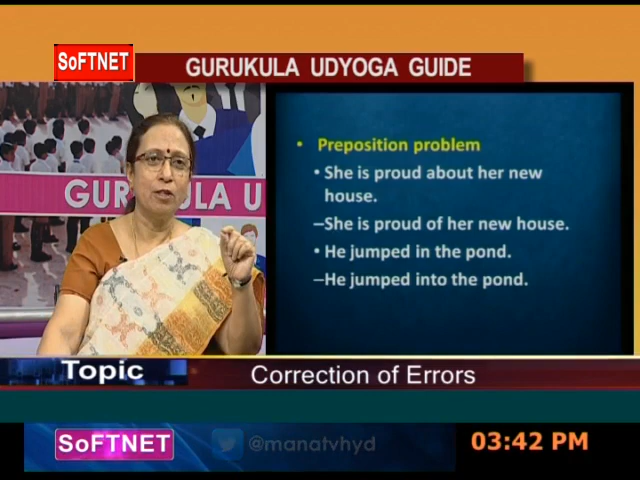 SoFTNET
GURUKULA UDYOGA GUIDE
GUR
ULA U
• Preposition problem
• She is proud about her new
house.
–She is proud of her new house.
• He jumped in the pond.
–He jumped into the pond.
Topic
Correction of Errors
SoFTNET
@manatvhyd
03:42 PM